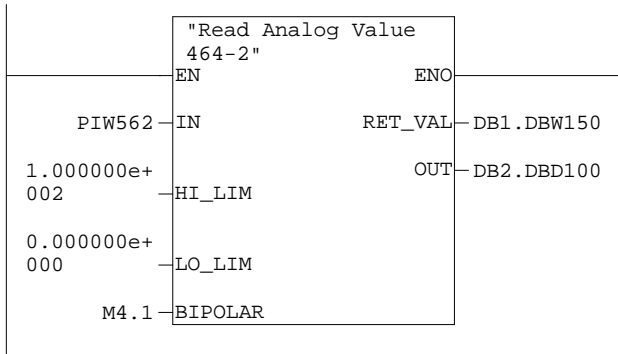 "Read Analog Value
464-2"
EN ENO
PIW562 IN RET_VAL DB1.DBW150
1.000000e+ OUT DB2.DBD100
002 HI_LIM
0.000000e+
000 LO_LIM
M4.1 BIPOLAR